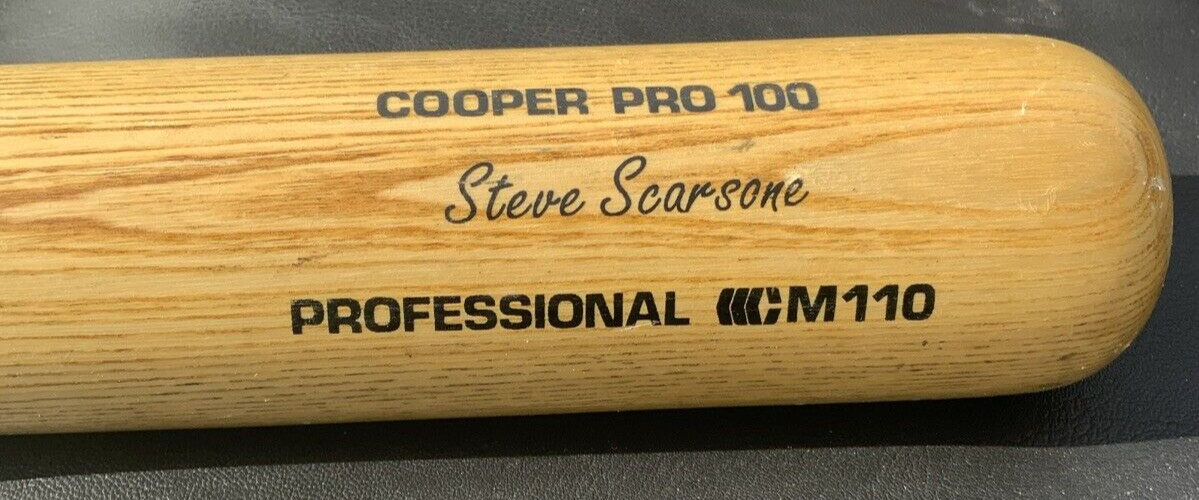 COOPER PRO 100
Steve Scarsone
PROFESSIONAL C M110